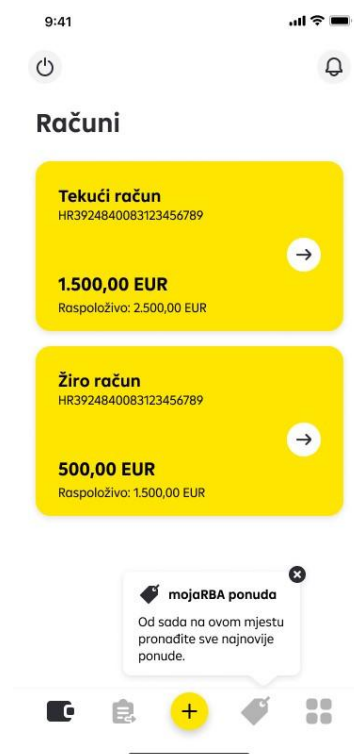 9:41
Računi
Tekući račun
HR3924840083123456789
1.500,00 EUR
Raspoloživo: 2.500,00 EUR
Žiro račun
HR3924840083123456789
500,00 EUR
Raspoloživo: 1.500,00 EUR
mojaRBA ponuda
Od sada na ovom mjestu
pronađite sve najnovije
ponude.